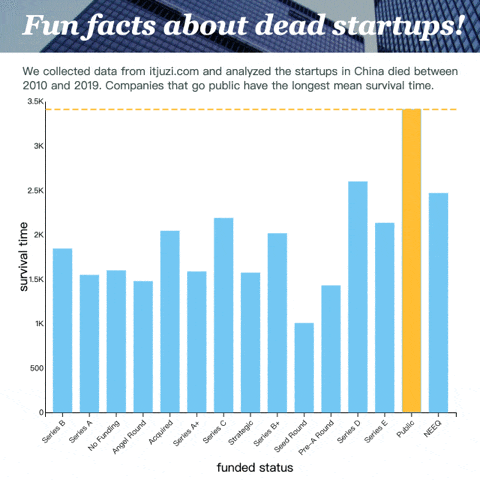 Fun facts about dead startups!
We collected data from itjuzi.com and analyzed the startups in China died between
2010 and 2019. Companies that go public have the longest mean survival time.
3.5K
3K
2.5K
2K
1.5K
1K
500
0
survival time
Series B
Series A
No Funding
Angel Round
Acquired
Series A+
Series C
Strategic
Series B+
Seed Round
Pre-A Round
Series D
Series E
Public
NEEQ
funded status